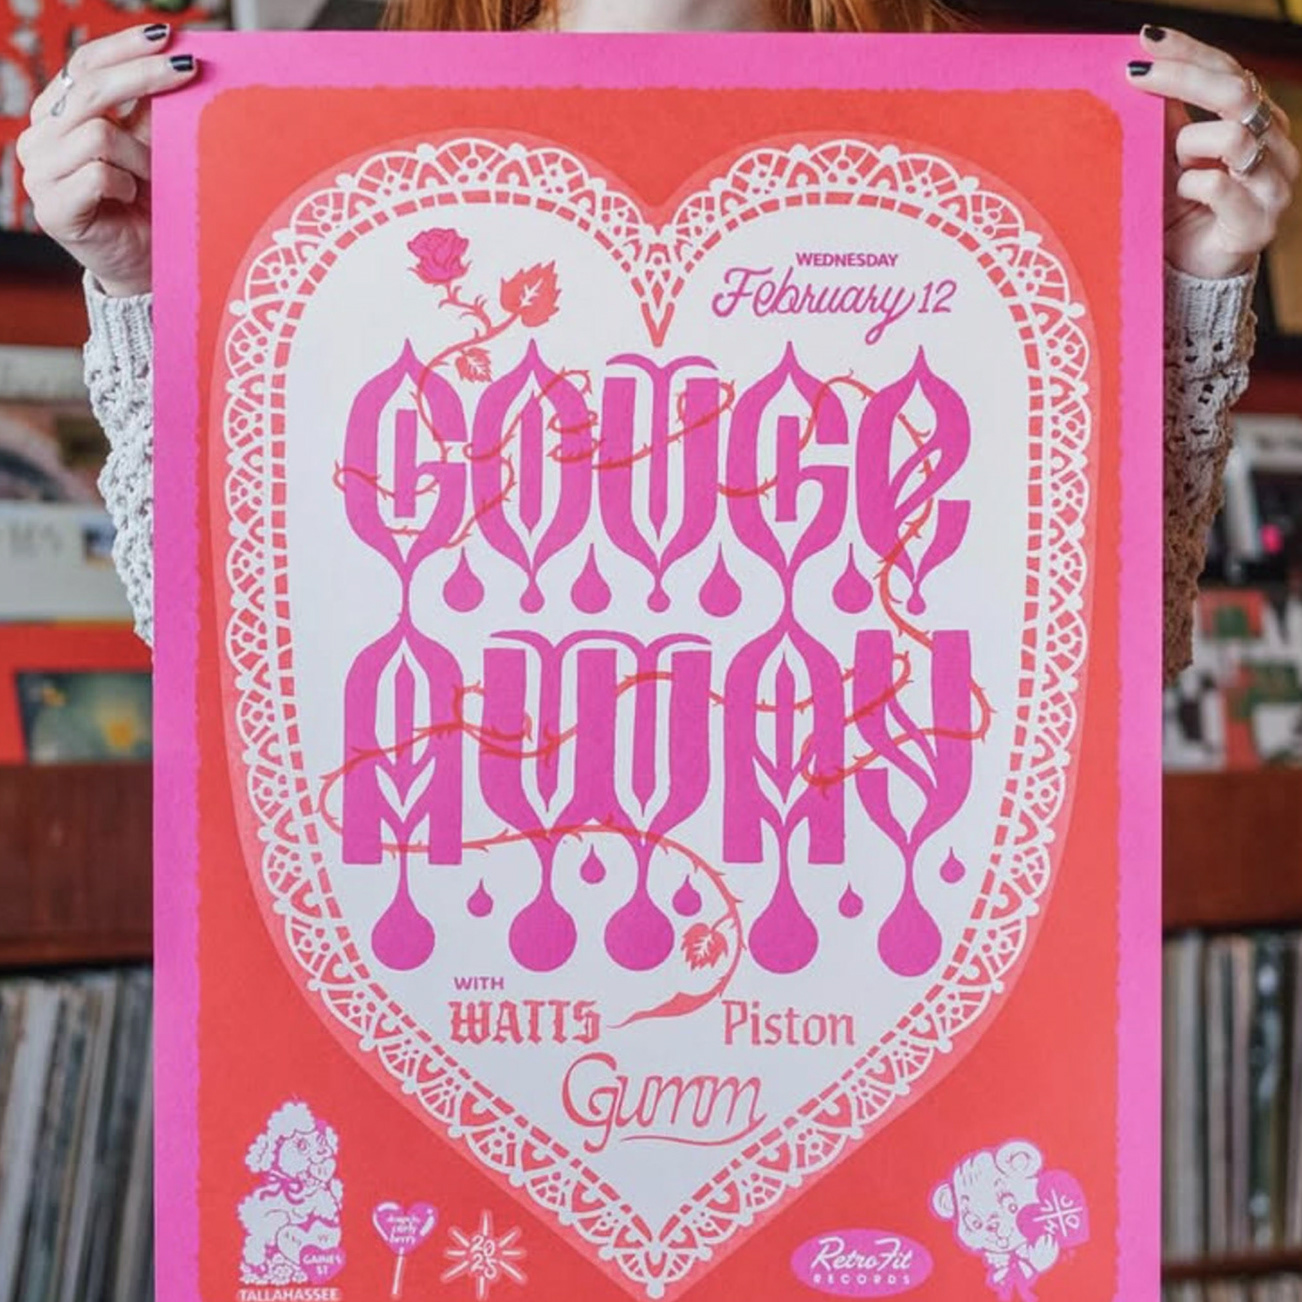 WEDNESDAY
February 12
GOUGE
AWAY
WITH
WATTS
Piston
Gumm
GAINES
ST
TALLAHASSEE
2025
RetroFit
RECORDS